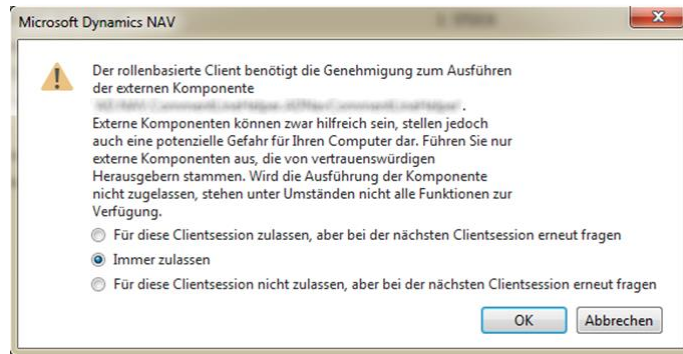 Microsoft Dynamics NAV
Der rollenbasierte Client benötigt die Genehmigung zum Ausführen
der externen Komponente
Externe Komponenten können zwar hilfreich sein, stellen jedoch
auch eine potenzielle Gefahr für Ihren Computer dar. Führen Sie nur
externe Komponenten aus, die von vertrauenswürdigen
Herausgebern stammen. Wird die Ausführung der Komponente
nicht zugelassen, stehen unter Umständen nicht alle Funktionen zur
Verfügung.
Für diese Clientsession zulassen, aber bei der nächsten Clientsession erneut fragen
Immer zulassen
Für diese Clientsession nicht zulassen, aber bei der nächsten Clientsession erneut fragen
OK Abbrechen